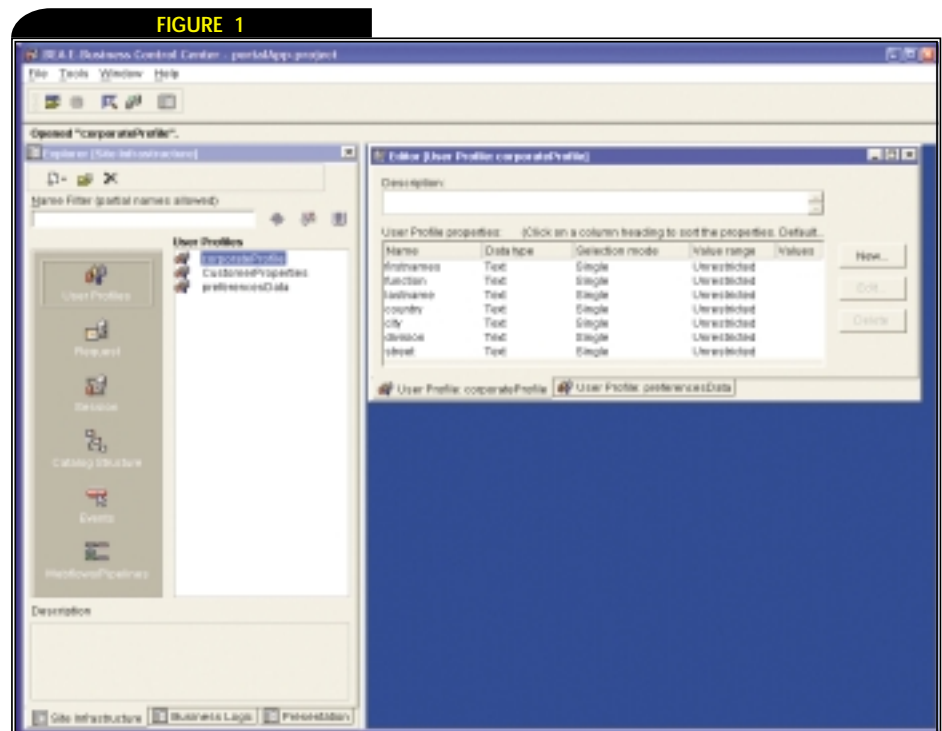 FIGURE 1
BEA E-Business Control Center - portalApp.project
File Tools Window Help
Opened "corporateProfile".
Explorer [Site Infrastructure]
Name Filter (partial names allowed)
User Profiles
corporateProfile
CustomerProperties
preferencesData
User Profiles
Request
Session
Catalog Structure
Events
Webflows/Pipelines
Description
Site Infrastructure
Business Logic
Presentation
Editor [User Profile: corporateProfile]
Description:
User Profile properties: (Click on a column heading to sort the properties. Default...
Name Data type Selection mode Value range Values
firstnames Text Single Unrestricted
function Text Single Unrestricted
lastname Text Single Unrestricted
country Text Single Unrestricted
city Text Single Unrestricted
division Text Single Unrestricted
street Text Single Unrestricted
New...
Edit...
Delete
User Profile: corporateProfile
User Profile: preferencesData